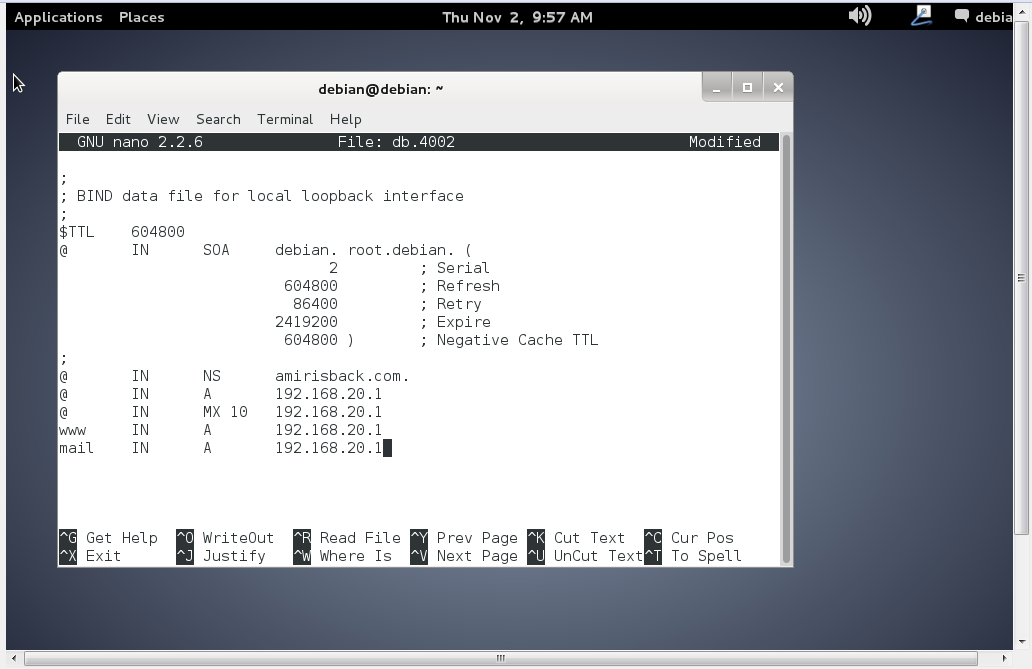 Applications Places Thu Nov 2, 9:57 AM debia
debian@debian: ~
File Edit View Search Terminal Help
GNU nano 2.2.6 File: db.4002 Modified
;
; BIND data file for local loopback interface
;
$TTL 604800
@ IN SOA debian. root.debian. (
2 ; Serial
604800 ; Refresh
86400 ; Retry
2419200 ; Expire
604800 ) ; Negative Cache TTL
;
@ IN NS amirisback.com.
@ IN A 192.168.20.1
@ IN MX 10 192.168.20.1
www IN A 192.168.20.1
mail IN A 192.168.20.1
^G Get Help ^O WriteOut ^R Read File ^Y Prev Page ^K Cut Text ^C Cur Pos
^X Exit ^J Justify ^W Where Is ^V Next Page ^U UnCut Text ^T To Spell